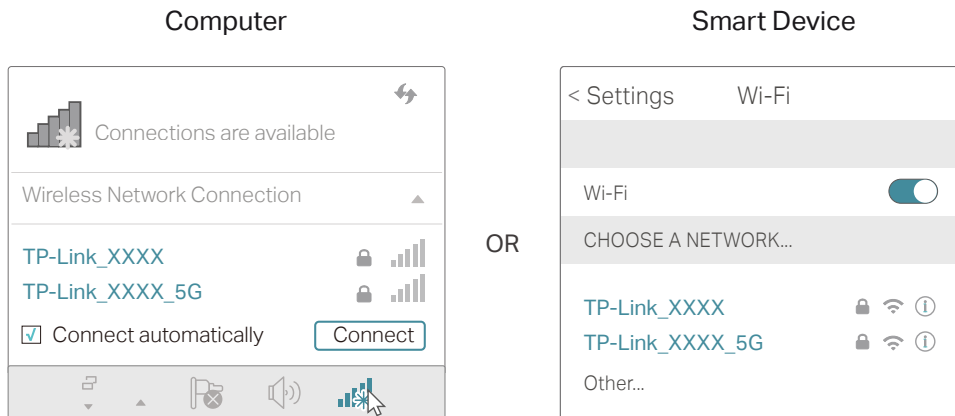 Computer
Connections are available
Wireless Network Connection
TP-Link_XXXX
TP-Link_XXXX_5G
Connect automatically
Connect
OR
Smart Device
< Settings Wi-Fi
Wi-Fi
CHOOSE A NETWORK...
TP-Link_XXXX
TP-Link_XXXX_5G
Other...